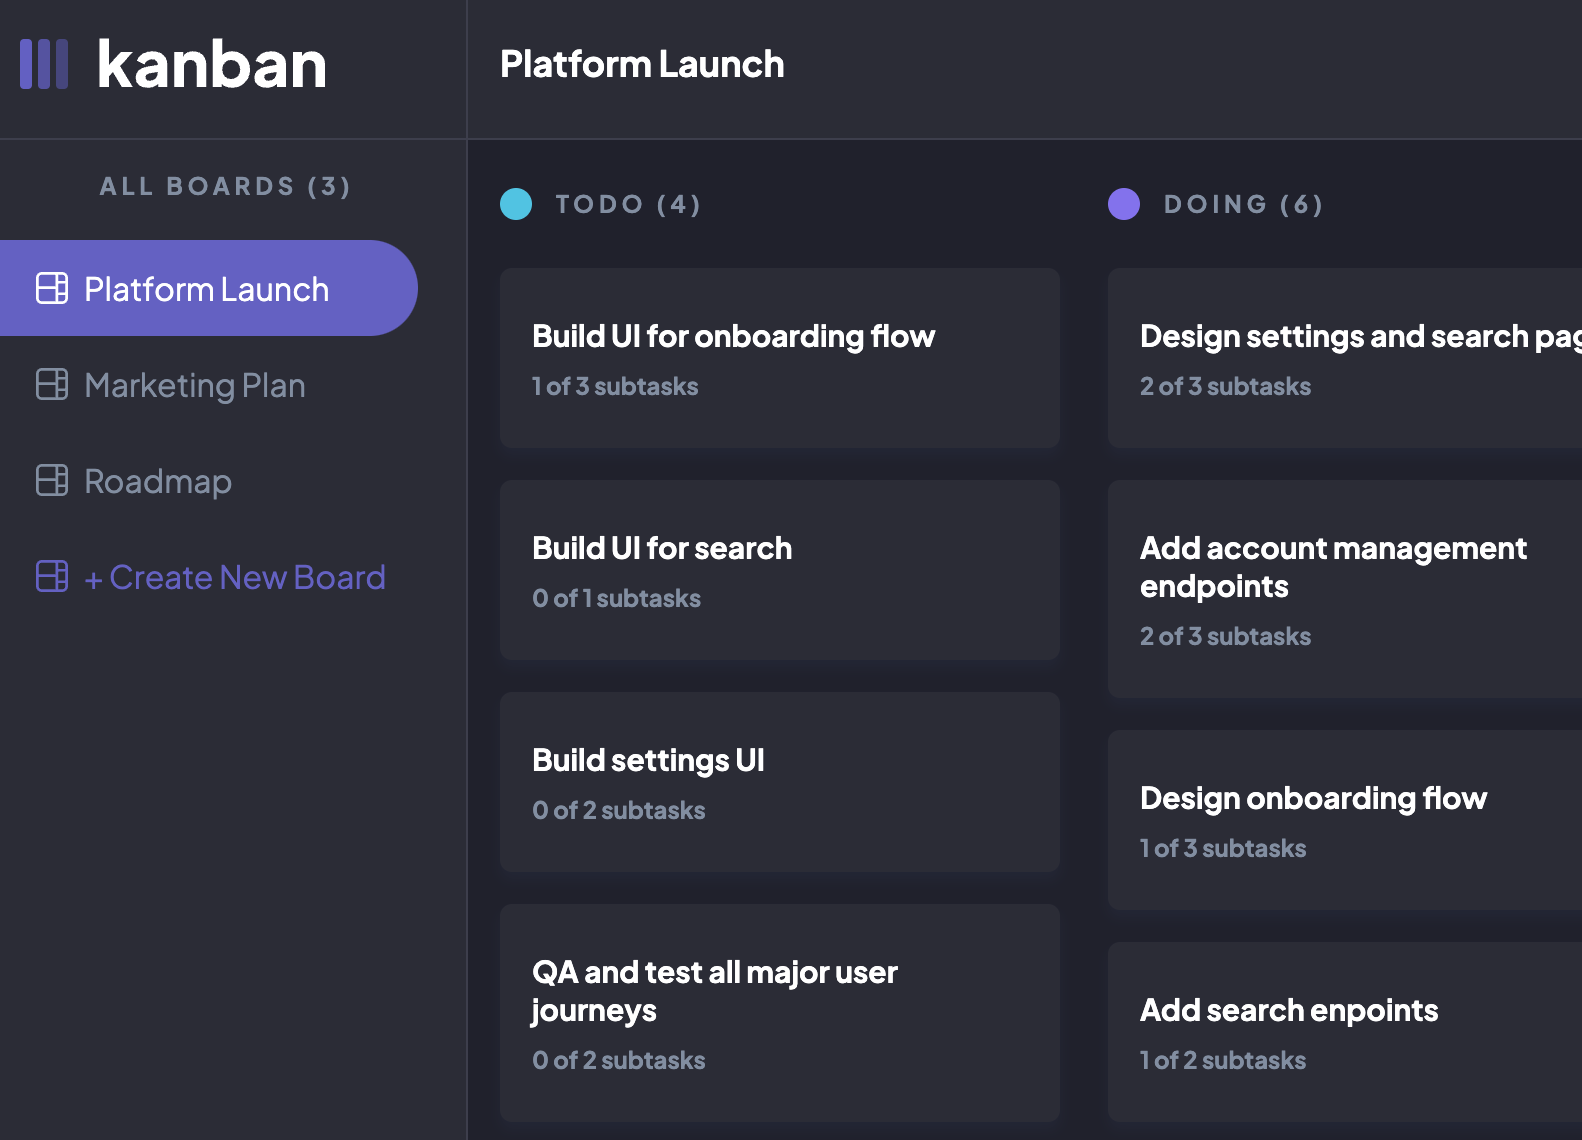 kanban
Platform Launch
ALL BOARDS (3)
Platform Launch
Marketing Plan
Roadmap
+ Create New Board
TODO (4)
Build UI for onboarding flow
1 of 3 subtasks
Build UI for search
0 of 1 subtasks
Build settings UI
0 of 2 subtasks
QA and test all major user
journeys
0 of 2 subtasks
DOING (6)
Design settings and search
2 of 3 subtasks
Add account management
endpoints
2 of 3 subtasks
Design onboarding flow
1 of 3 subtasks
Add search enpoints
1 of 2 subtasks